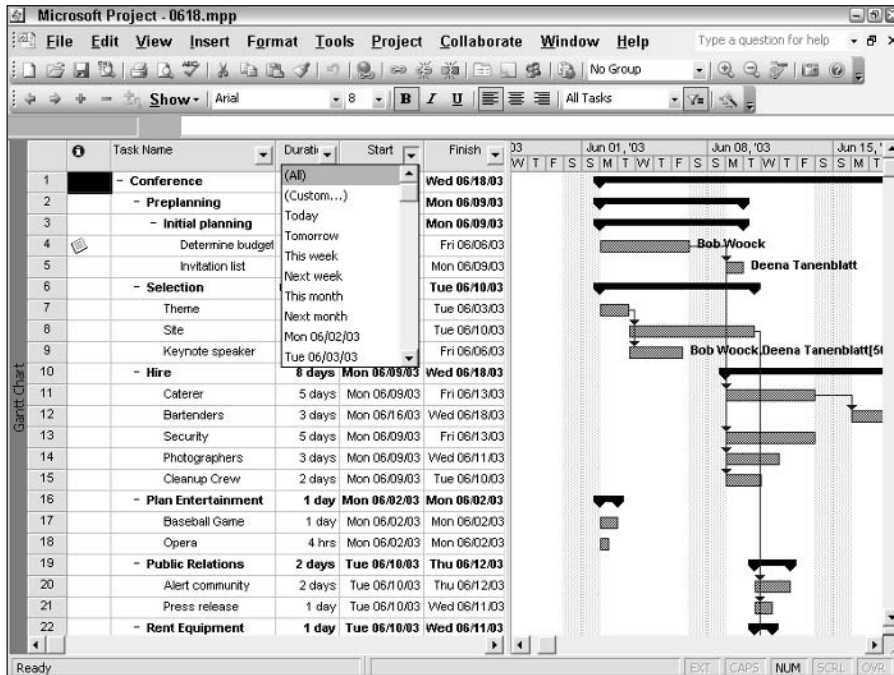 Microsoft Project - 0618.mpp
File Edit View Insert Format Tools Project Collaborate Window Help Type a question for help
No Group
Show Arial 8 B I U All Tasks
Task Name Durati Start Finish 03 Jun 01, '03 Jun 08, '03 Jun 15, '
W T F S S M T W T F S S M T W T F S S M T
1 - Conference Wed 06/18/03
2 - Preplanning Mon 06/09/03
3 - Initial planning Mon 06/09/03
4 Determine budget Fri 06/06/03 Bob Woock
5 Invitation list Mon 06/09/03 Deena Tanenblatt
6 - Selection Tue 06/10/03
7 Theme Tue 06/03/03
8 Site Tue 06/10/03
9 Keynote speaker Fri 06/06/03 Bob Woock,Deena Tanenblatt[50
(All)
(Custom...)
Today
Tomorrow
This week
Next week
This month
Next month
Mon 06/02/03
Tue 06/03/03
10 - Hire 8 days Mon 06/09/03 Wed 06/18/03
11 Caterer 5 days Mon 06/09/03 Fri 06/13/03
12 Bartenders 3 days Mon 06/16/03 Wed 06/18/03
13 Security 5 days Mon 06/09/03 Fri 06/13/03
14 Photographers 3 days Mon 06/09/03 Wed 06/11/03
15 Cleanup Crew 2 days Mon 06/09/03 Tue 06/10/03
16 - Plan Entertainment 1 day Mon 06/02/03 Mon 06/02/03
17 Baseball Game 1 day Mon 06/02/03 Mon 06/02/03
18 Opera 4 hrs Mon 06/02/03 Mon 06/02/03
19 - Public Relations 2 days Tue 06/10/03 Thu 06/12/03
20 Alert community 2 days Tue 06/10/03 Thu 06/12/03
21 Press release 1 day Tue 06/10/03 Wed 06/11/03
22 - Rent Equipment 1 day Tue 06/10/03 Wed 06/11/03
Gantt Chart
Ready EXT CAPS NUM SCRL OVR